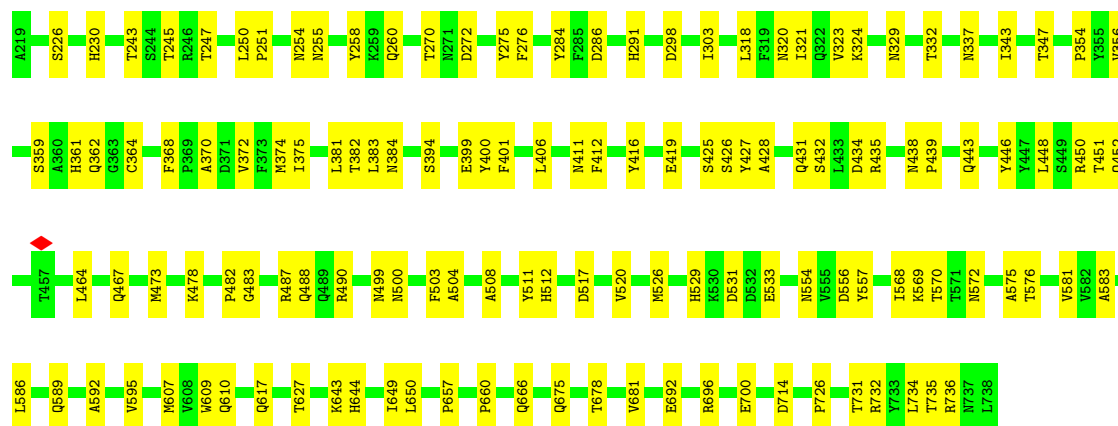 A219 S226 H230 T243 S244 T245 R246 T247 L250 P251 N254 N255 Y258 K259 Q260 T270 N271 D272 Y275 F276 Y284 F285 D286 H291 D298 I303 L318 F319 N320 I321 Q322 V323 K324 N329 T332 N337 I343 T347 P354 Y355 V356
S359 A360 H361 Q362 G363 C364 F368 P369 A370 D371 V372 F373 M374 I375 L381 T382 L383 N384 S394 E399 Y400 F401 L406 N411 F412 Y416 E419 S425 S426 Y427 A428 Q431 S432 L433 D434 R435 N438 P439 Q443 Y446 Y447 L448 S449 R450 T451 Q452
T457 L464 Q467 M473 K478 P482 G483 R487 Q488 Q489 R490 N499 N500 F503 A504 A508 Y511 H512 D517 V520 M526 H529 K530 D531 D532 E533 N554 V555 D556 Y557 I568 K569 T570 T571 N572 A575 T576 V581 V582 A583
L586 Q589 A592 V595 M607 V608 W609 Q610 Q617 T627 K643 H644 I649 L650 P657 P660 Q666 Q675 T678 V681 E692 R696 E700 D714 P726 T731 R732 Y733 L734 T735 R736 N737 L738